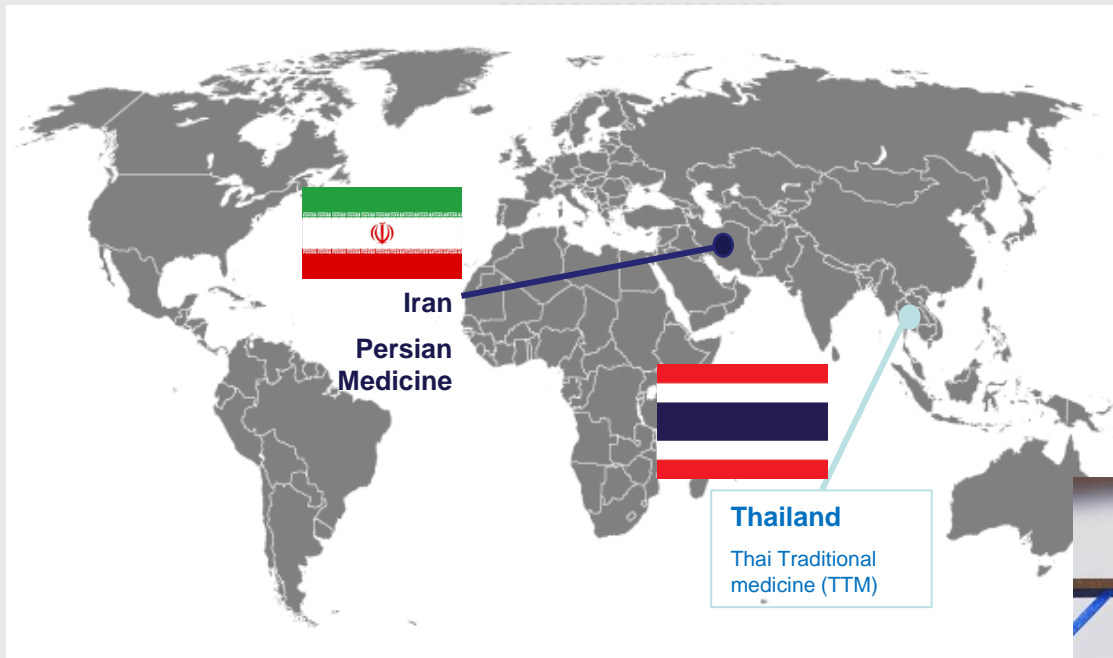 Iran
Persian
Medicine
Thailand
Thai Traditional
medicine (TTM)